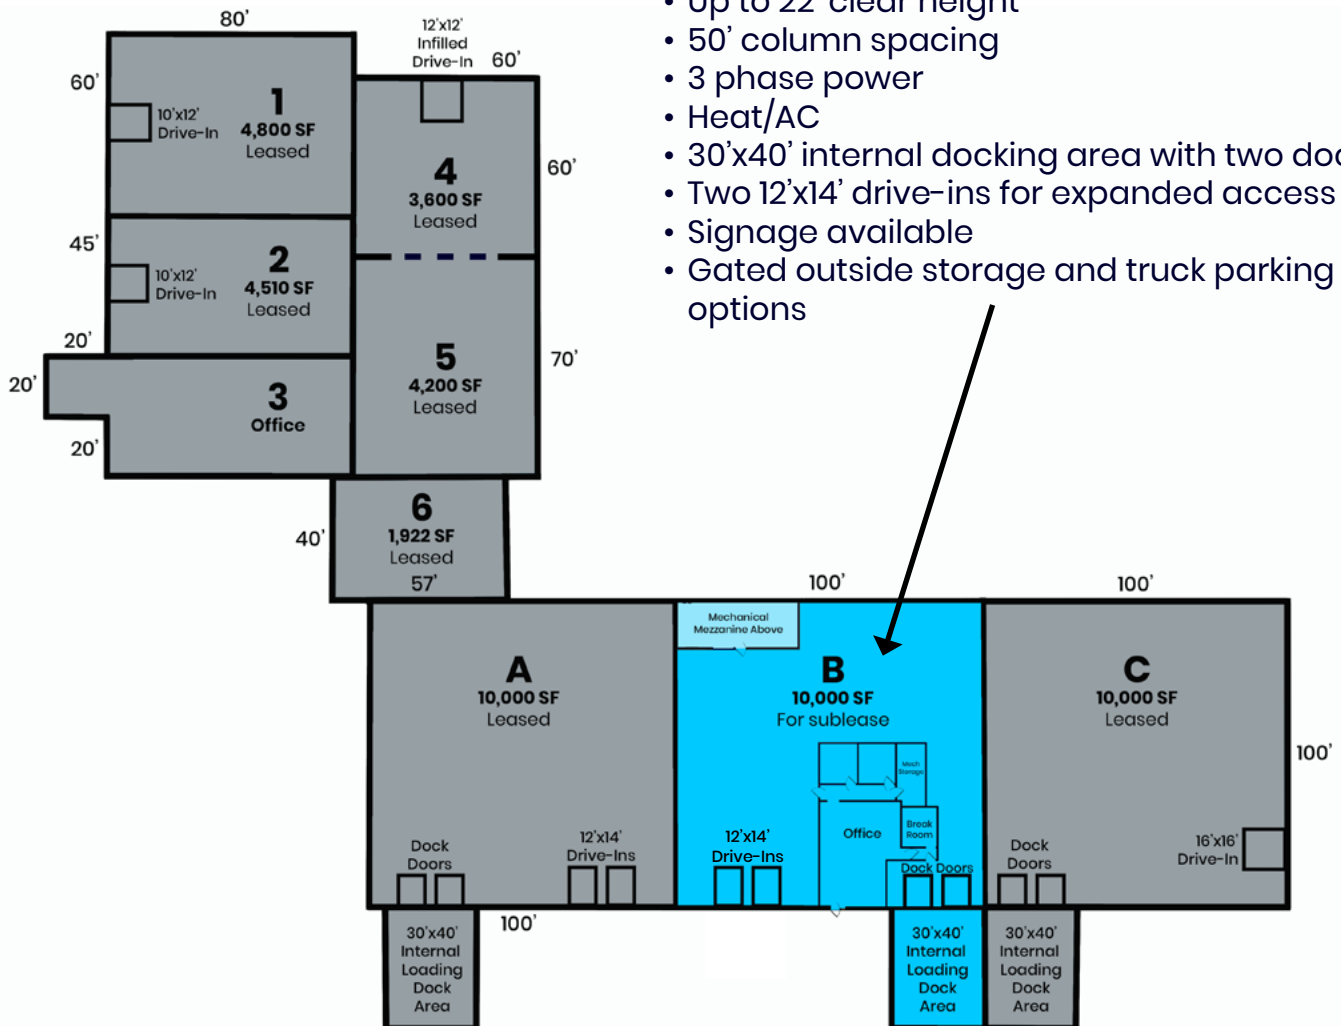 • Up to 22' clear height
• 50' column spacing
• 3 phase power
• Heat/AC
• 30'x40' internal docking area with two
• Two 12'x14' drive-ins for expanded access
• Signage available
• Gated outside storage and truck parking
options
80'
60'
10'x12'
Drive-In
1
4,800 SF
Leased
12'x12'
Infilled
Drive-In
60'
4
3,600 SF
Leased
60'
45'
10'x12'
Drive-In
2
4,510 SF
Leased
20'
20'
20'
3
Office
5
4,200 SF
Leased
70'
6
1,922 SF
Leased
57'
40'
100'
100'
A
10,000 SF
Leased
Dock
Doors
12'x14'
Drive-Ins
100'
30'x40'
Internal
Loading
Dock
Area
Mechanical
Mezzanine Above
B
10,000 SF
For sublease
Mech
Storage
12'x14'
Drive-Ins
Office
Break
Room
Dock Doors
30'x40'
Internal
Loading
Dock
Area
C
10,000 SF
Leased
100'
Dock
Doors
16'x16'
Drive-In
30'x40'
Internal
Loading
Dock
Area